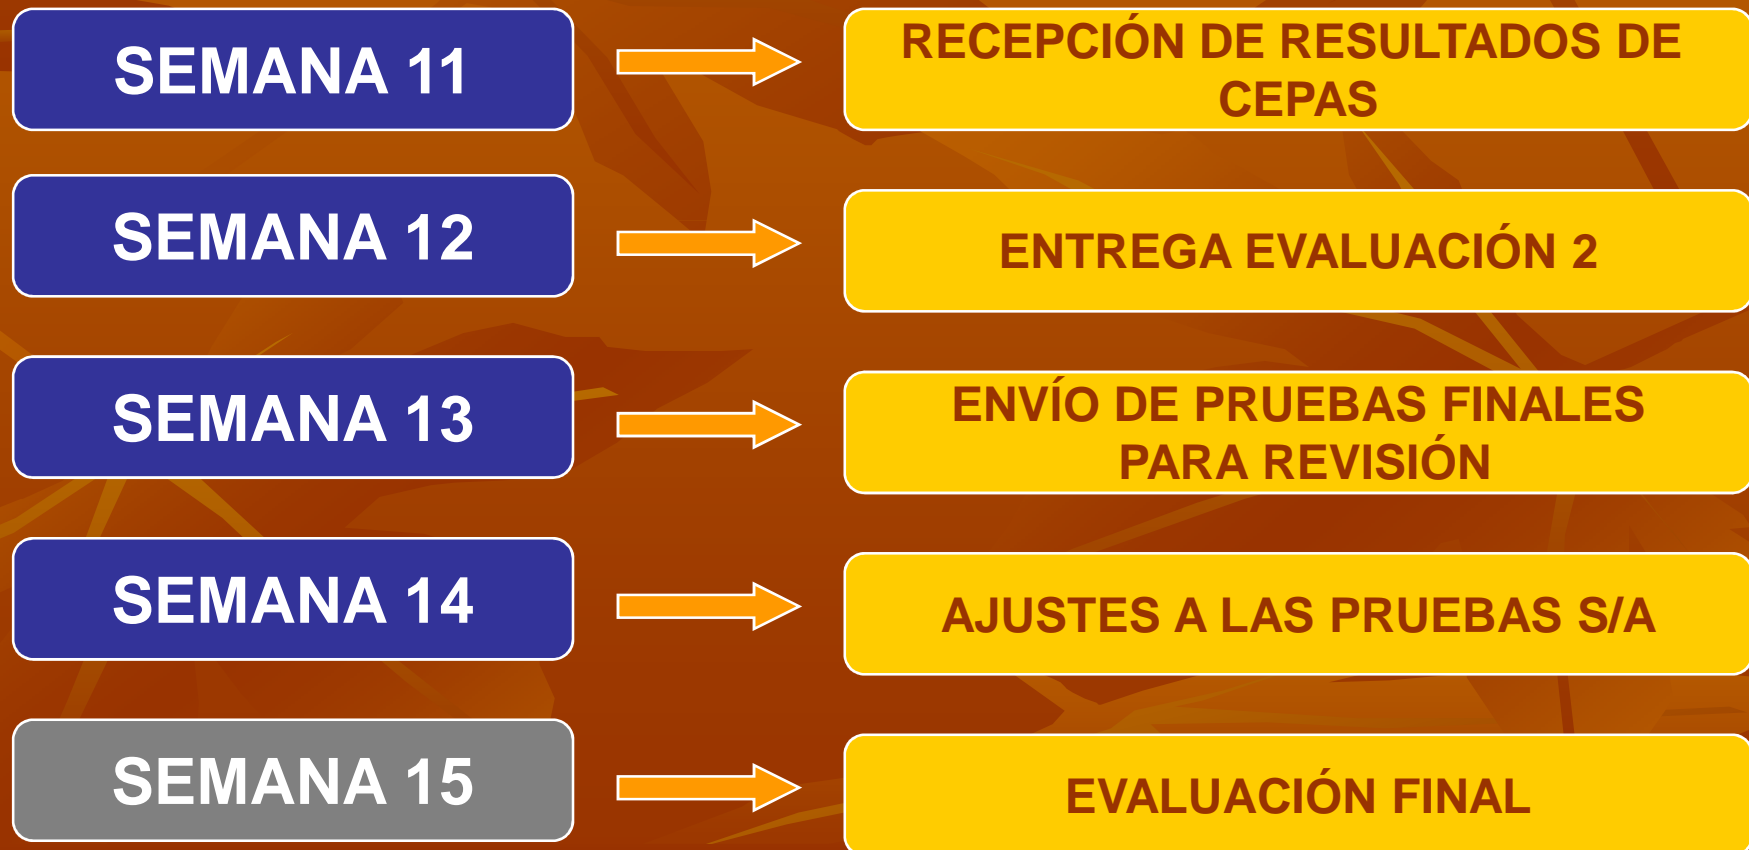 SEMANA 11
RECEPCIÓN DE RESULTADOS DE
CEPAS
SEMANA 12
ENTREGA EVALUACIÓN 2
SEMANA 13
ENVÍO DE PRUEBAS FINALES
PARA REVISIÓN
SEMANA 14
AJUSTES A LAS PRUEBAS S/A
SEMANA 15
EVALUACIÓN FINAL